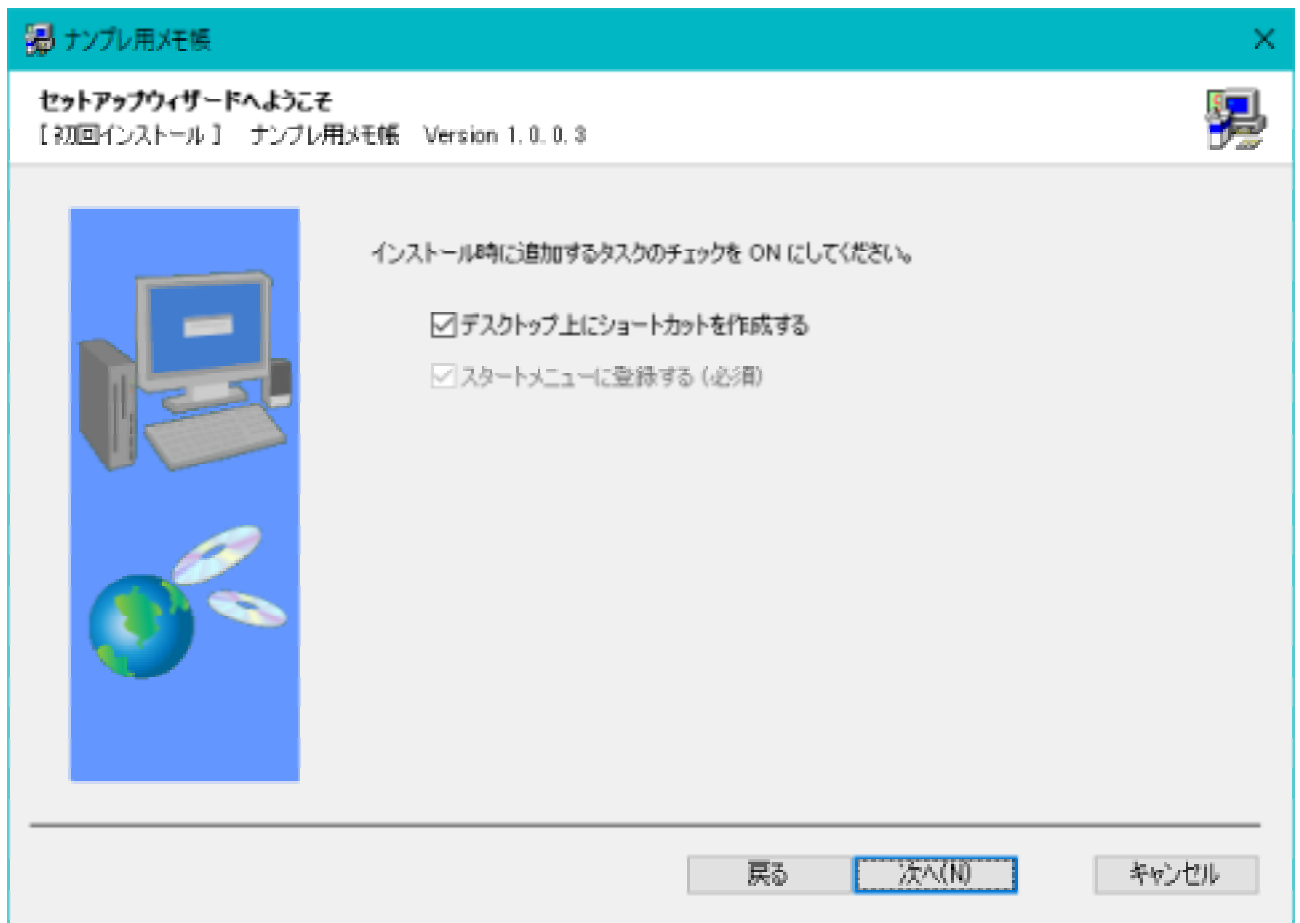 ナンプレ用メモ帳
セットアップウィザードへようこそ
[ 初回インストール ]　ナンプレ用メモ帳　Version 1.0.0.3
インストール時に追加するタスクのチェックを ON にしてください。
デスクトップ上にショートカットを作成する
スタートメニューに登録する (必須)
戻る　次へ(N)　キャンセル